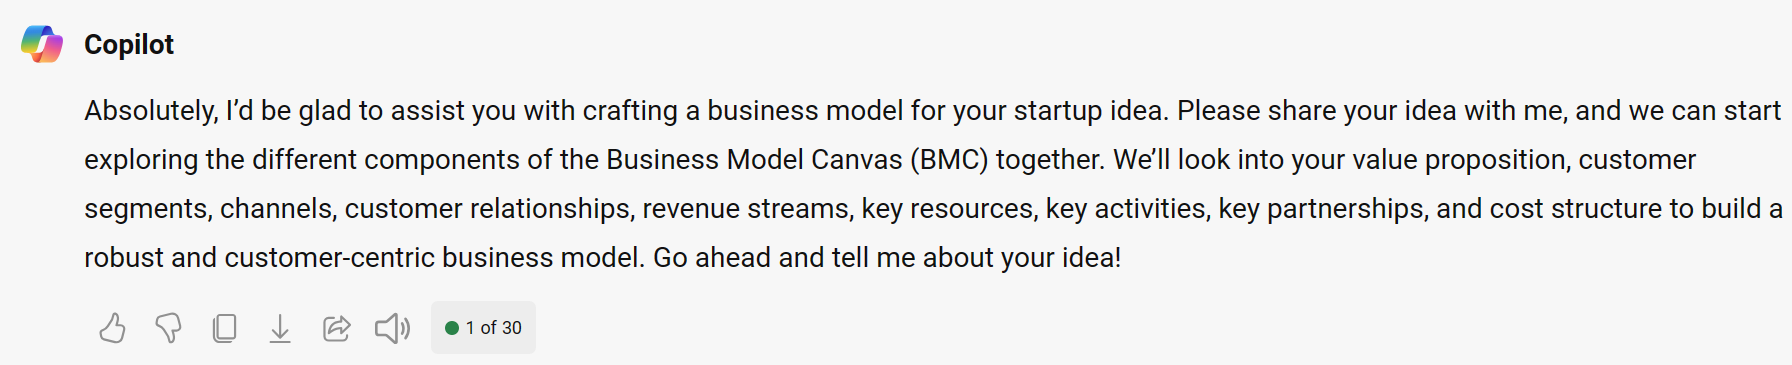 Copilot
Absolutely, I’d be glad to assist you with crafting a business model for your startup idea. Please share your idea with me, and we can start
exploring the different components of the Business Model Canvas (BMC) together. We’ll look into your value proposition, customer
segments, channels, customer relationships, revenue streams, key resources, key activities, key partnerships, and cost structure to build a
robust and customer-centric business model. Go ahead and tell me about your idea!
1 of 30